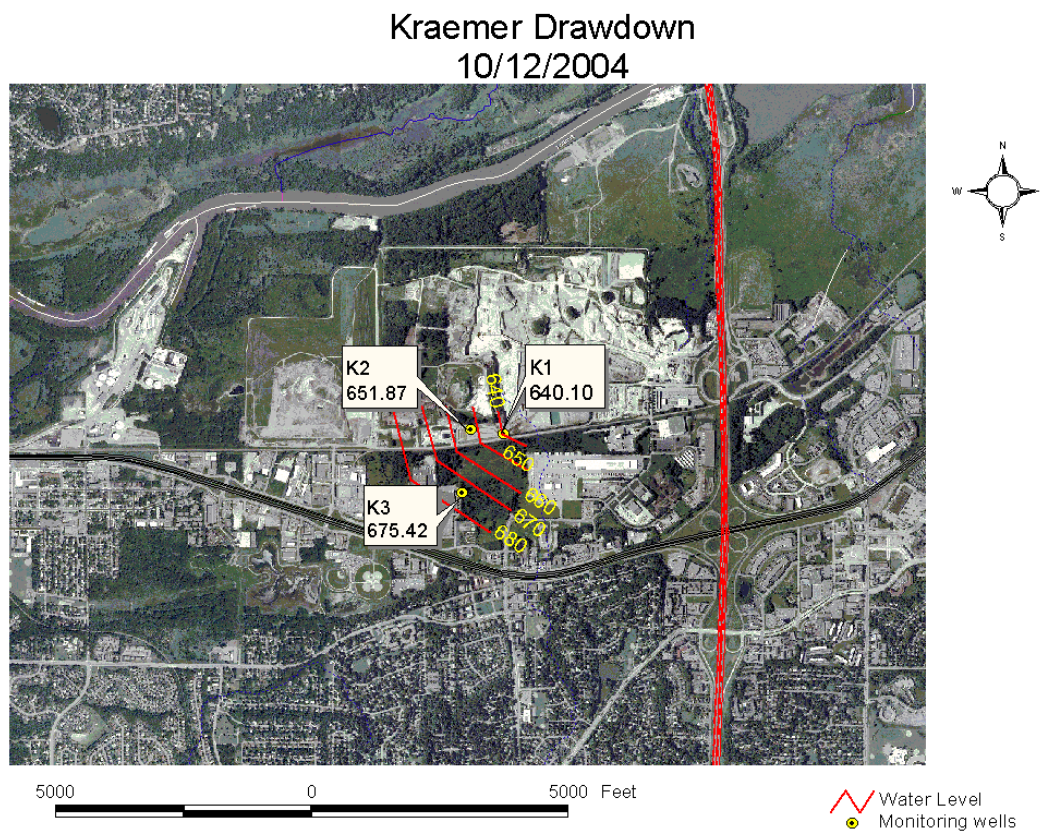 Kraemer Drawdown
10/12/2004
N
W
S
K2
651.87
K1
640.10
640
650
660
670
680
K3
675.42
5000 0 5000 Feet
Water Level
Monitoring wells